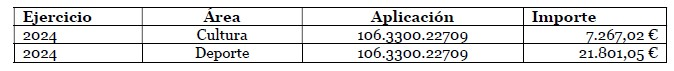 Ejercicio Área Aplicación Importe
2024 Cultura 106.3300.22709 7.267,02 €
2024 Deporte 106.3300.22709 21.801,05 €